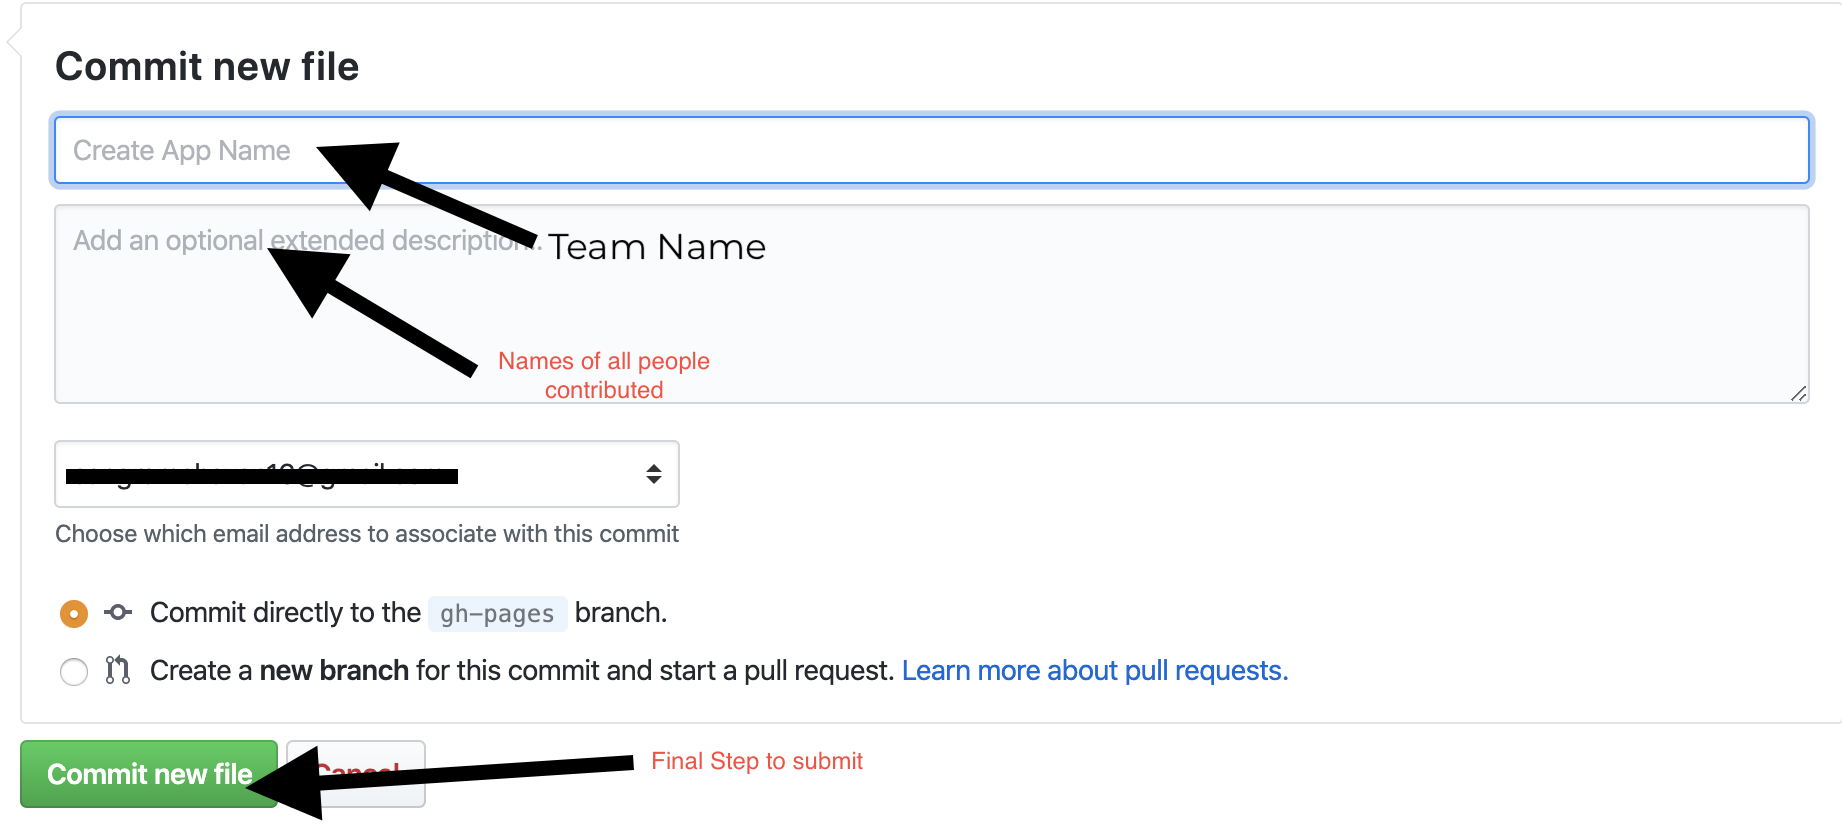 Commit new file
Create App Name
Add an optional extended description..
Team Name
Names of all people
contributed
Choose which email address to associate with this commit
Commit directly to the gh-pages branch.
Create a new branch for this commit and start a pull request. Learn more about pull requests.
Commit new file
Cancel
Final Step to submit